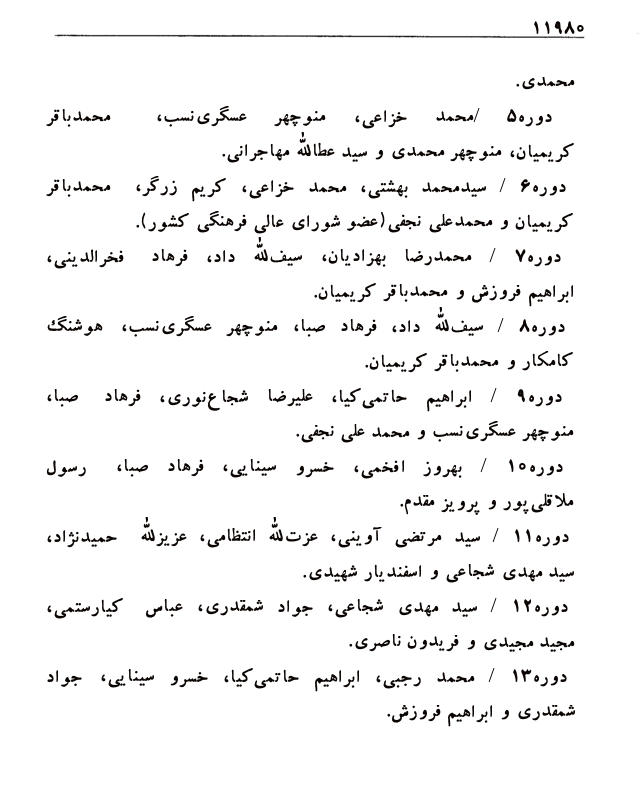 ۱۱۹۸۰
محمدی.
دوره۵ /محمد خزاعی، منوچهر عسگری‌نسب، محمدباقر
کریمیان، منوچهر محمدی و سید عطاالله مهاجرانی.
دوره۶ / سیدمحمد بهشتی، محمد خزاعی، کریم زرگر، محمدباقر
کریمیان و محمدعلی نجفی(عضو شورای عالی فرهنگی کشور).
دوره۷ / محمدرضا بهزادیان، سیف‌الله داد، فرهاد فخرالدینی،
ابراهیم فروزش و محمدباقر کریمیان.
دوره۸ / سیف‌الله داد، فرهاد صبا، منوچهر عسگری‌نسب، هوشنگ
کامکار و محمدباقر کریمیان.
دوره۹ / ابراهیم حاتمی‌کیا، علیرضا شجاع‌نوری، فرهاد صبا،
منوچهر عسگری‌نسب و محمد علی نجفی.
دوره۱۰ / بهروز افخمی، خسرو سینایی، فرهاد صبا، رسول
ملاقلی‌پور و پرویز مقدم.
دوره۱۱ / سید مرتضی آوینی، عزت‌الله انتظامی، عزیزالله حمیدنژاد،
سید مهدی شجاعی و اسفندیار شهیدی.
دوره۱۲ / سید مهدی شجاعی، جواد شمقدری، عباس کیارستمی،
مجید مجیدی و فریدون ناصری.
دوره۱۳ / محمد رجبی، ابراهیم حاتمی‌کیا، خسرو سینایی، جواد
شمقدری و ابراهیم فروزش.